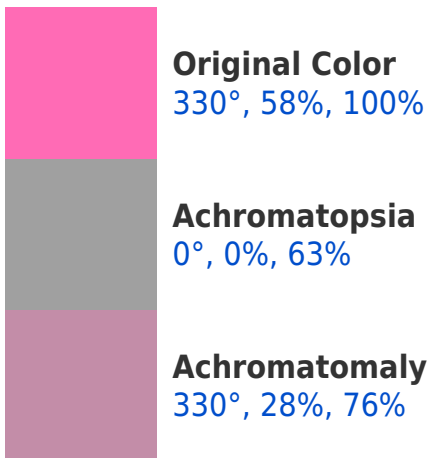 Original Color
330°, 58%, 100%
Achromatopsia
0°, 0%, 63%
Achromatomaly
330°, 28%, 76%